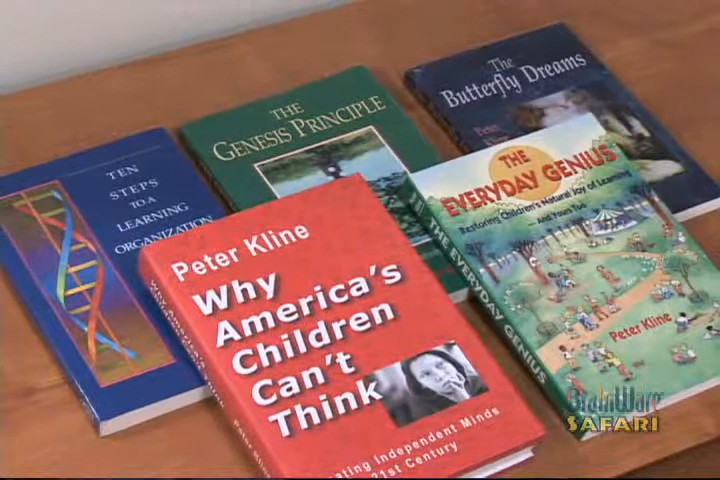 TEN
STEPS
TO A
LEARNING
ORGANIZATION
THE
GENESIS PRINCIPLE
The
Butterfly Dreams
Peter
Peter Kline
Why
America's
Children
Can't
Think
Independent Minds
21st Century
THE
EVERYDAY GENIUS
Restoring Children's Natural Joy of Learning
And Yours Too
Peter Kline
THE EVERYDAY GENIUS
BrainWare
SAFARI